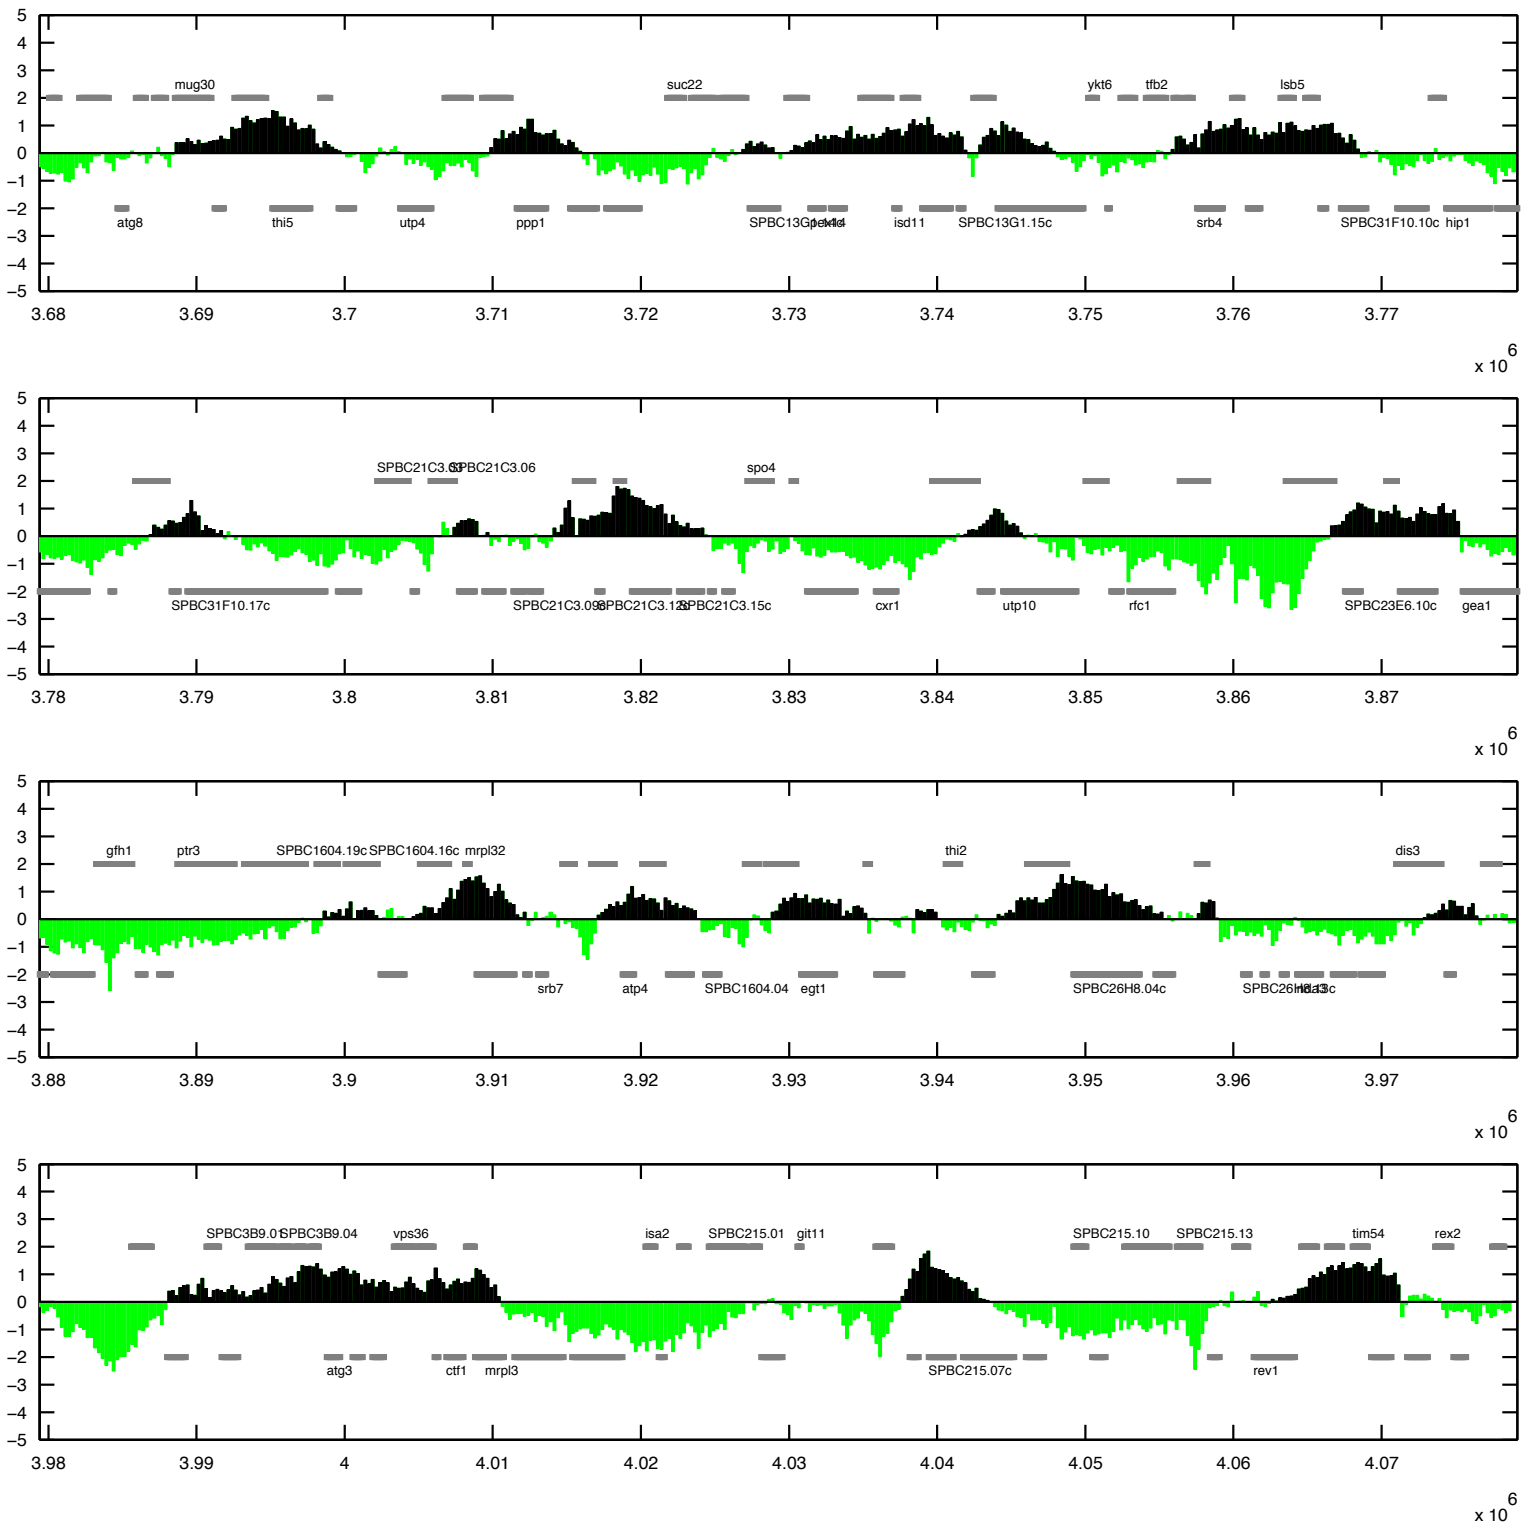 5
4
3
2
1
0
−1
−2
−3
−4
−5
mug30 suc22 ykt6 tfb2 lsb5
atg8 thi5 utp4 ppp1 isd11 SPBC13G1.15c srb4 SPBC31F10.10c hip1
3.68 3.69 3.7 3.71 3.72 3.73 3.74 3.75 3.76 3.77
x 10^6
5
4
3
2
1
0
−1
−2
−3
−4
−5
SPBC21C3.03 SPBC21C3.06 spo4
SPBC31F10.17c SPBC21C3.09c SPBC21C3.12c SPBC21C3.15c cxr1 utp10 rfc1 SPBC23E6.10c gea1
3.78 3.79 3.8 3.81 3.82 3.83 3.84 3.85 3.86 3.87
x 10^6
5
4
3
2
1
0
−1
−2
−3
−4
−5
gfh1 ptr3 SPBC1604.19c SPBC1604.16c mrpl32 thi2 dis3
srb7 atp4 SPBC1604.04 egt1 SPBC26H8.04c
3.88 3.89 3.9 3.91 3.92 3.93 3.94 3.95 3.96 3.97
x 10^6
5
4
3
2
1
0
−1
−2
−3
−4
−5
SPBC3B9.01 SPBC3B9.04 vps36 isa2 SPBC215.01 git11 SPBC215.10 SPBC215.13 tim54 rex2
atg3 ctf1 mrpl3 SPBC215.07c rev1
3.98 3.99 4 4.01 4.02 4.03 4.04 4.05 4.06 4.07
x 10^6